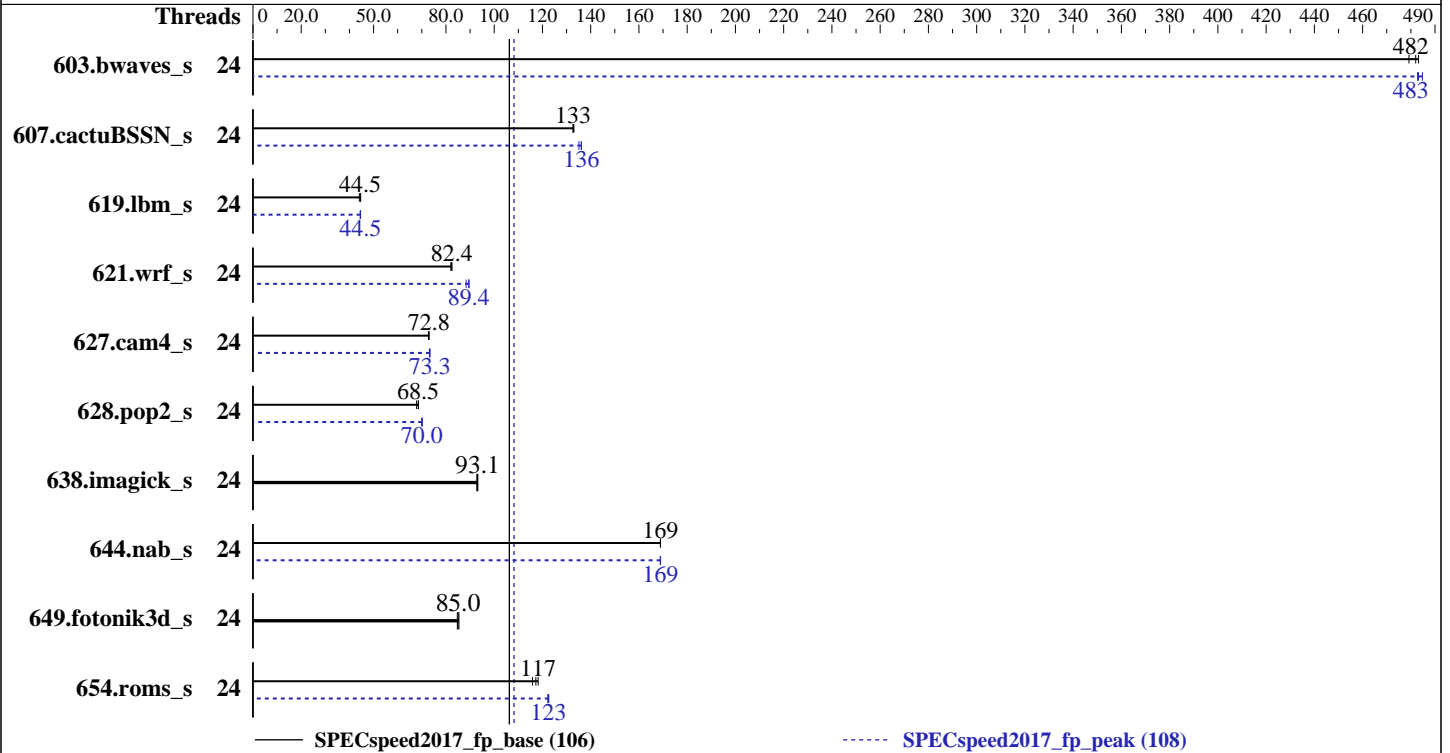 Threads 0 20.0 50.0 80.0 100 120 140 160 180 200 220 240 260 280 300 320 340 360 380 400 420 440 460 490
482
603.bwaves_s 24
483
133
607.cactuBSSN_s 24
136
44.5
619.lbm_s 24
44.5
82.4
621.wrf_s 24
89.4
72.8
627.cam4_s 24
73.3
68.5
628.pop2_s 24
70.0
93.1
638.imagick_s 24
169
644.nab_s 24
169
85.0
649.fotonik3d_s 24
117
654.roms_s 24
123
SPECspeed2017_fp_base (106) SPECspeed2017_fp_peak (108)